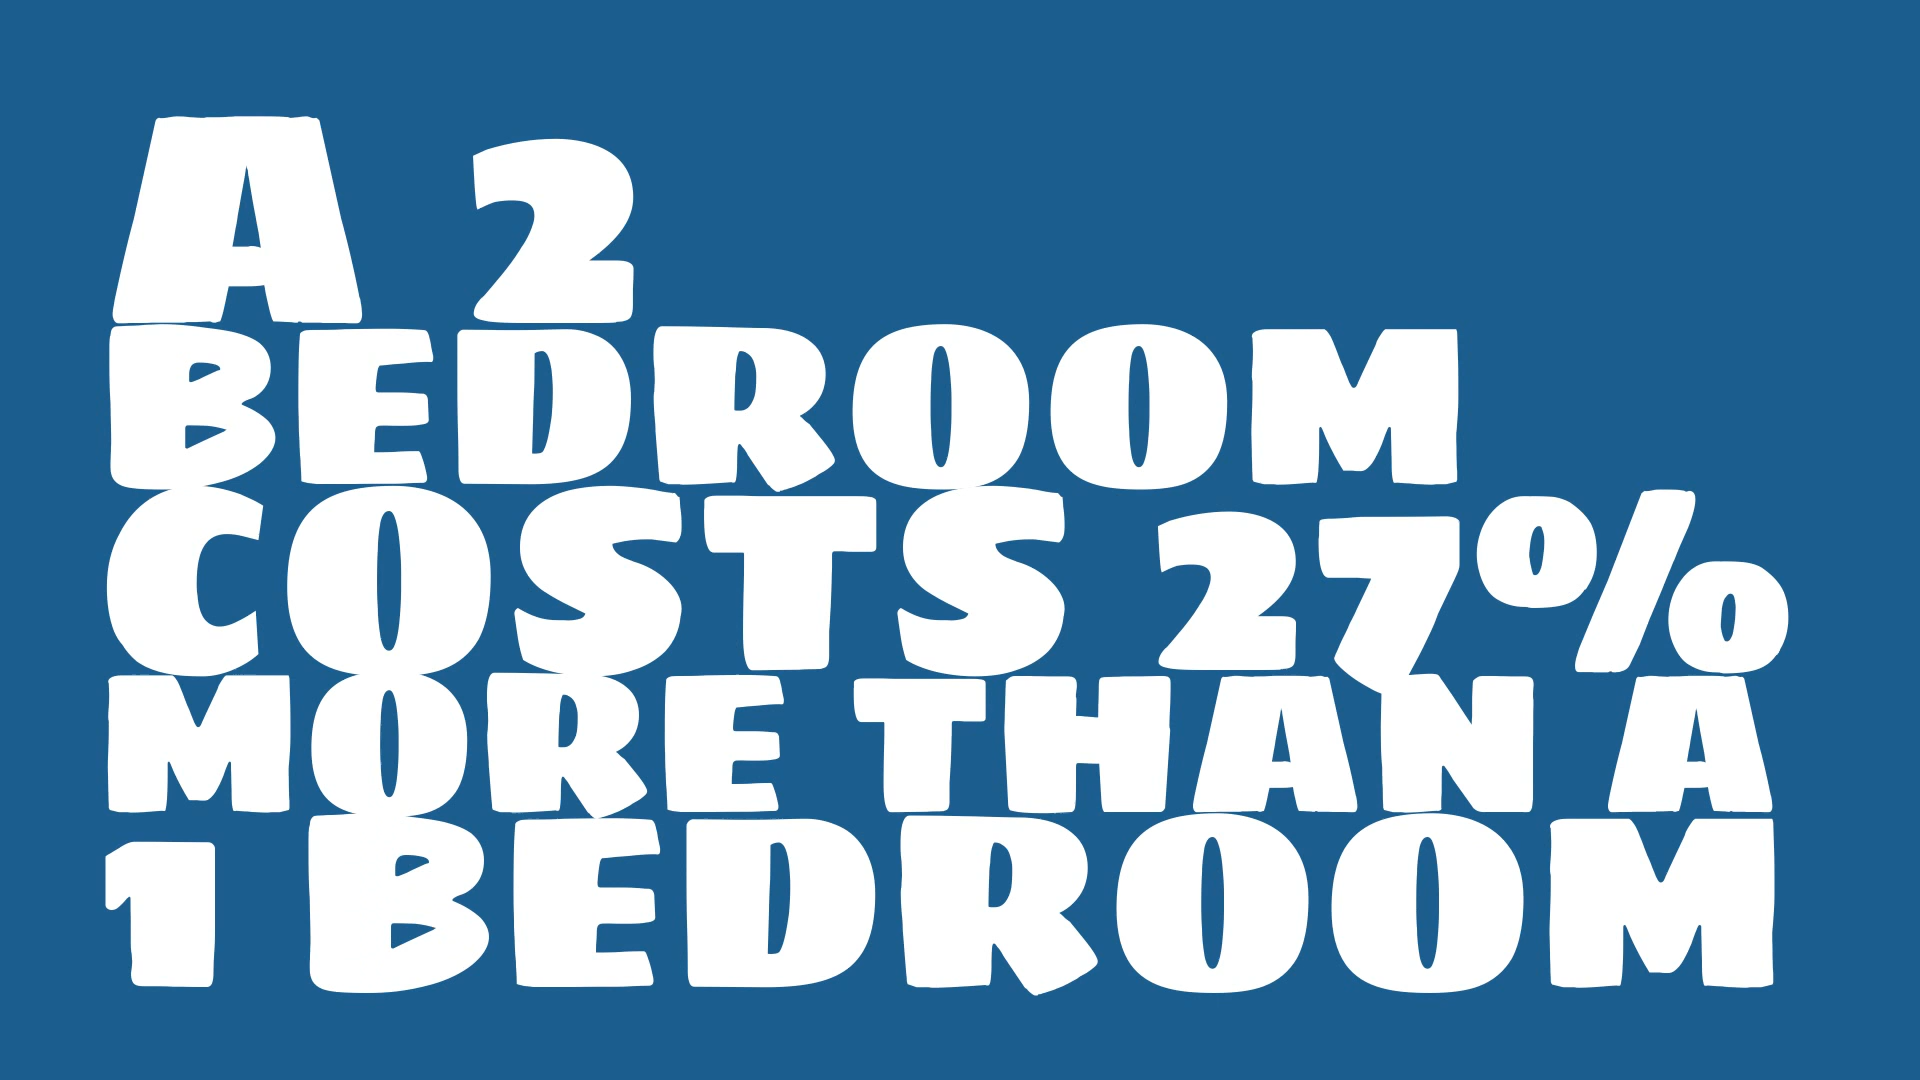 A 2
BEDROOM
COSTS 27%
MORE THAN A
1 BEDROOM